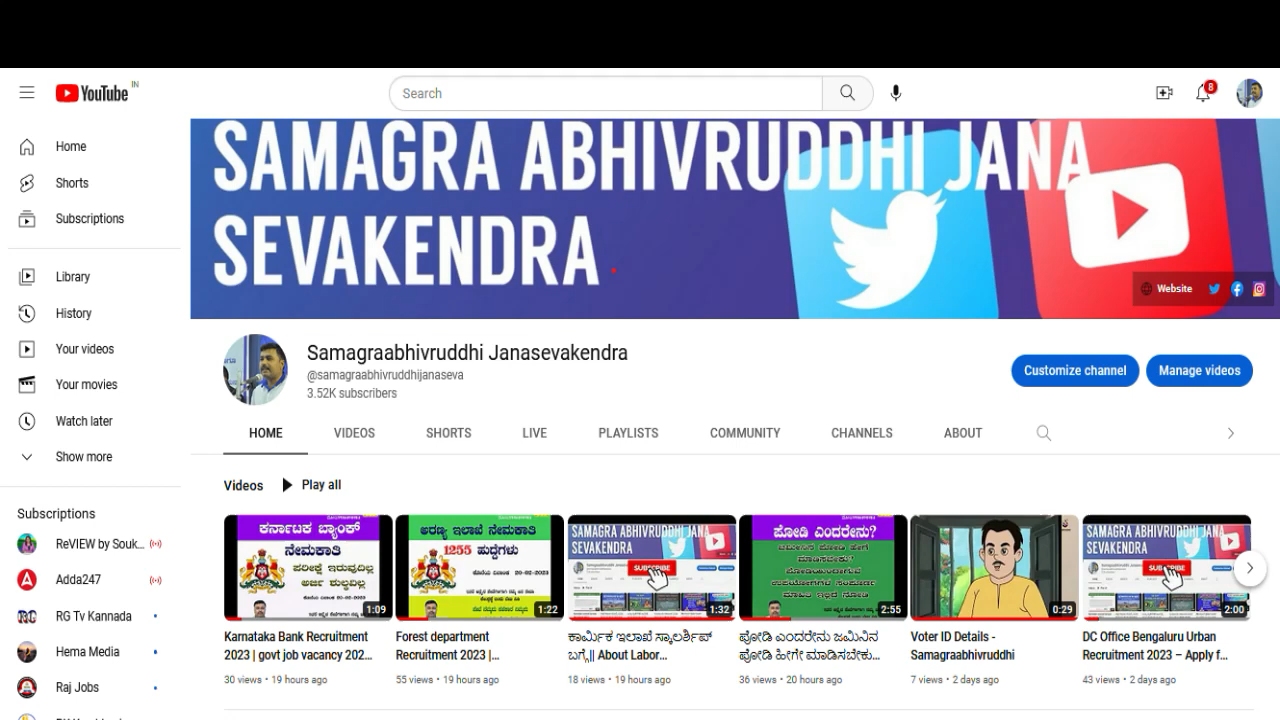 YouTube IN
Search
8
Home
Shorts
Subscriptions
Library
History
Your videos
Your movies
Watch later
Show more
Subscriptions
ReVIEW by Souk...
Adda247
RG Tv Kannada
Hema Media
Raj Jobs
SAMAGRA ABHIVRUDDHI JANA
SEVAKENDRA
Website
Samagraabhivruddhi Janasevakendra
@samagraabhivruddhijanaseva
3.52K subscribers
Customize channel
Manage videos
HOME VIDEOS SHORTS LIVE PLAYLISTS COMMUNITY CHANNELS ABOUT
Videos Play all
ಕರ್ನಾಟಕ ಬ್ಯಾಂಕ್
ನೇಮಕಾತಿ
ಪರೀಕ್ಷೆ ಇರುವುದಿಲ್ಲ
ಅರ್ಜಿ ಶುಲ್ಕವಿಲ್ಲ
1:09
Karnataka Bank Recruitment
2023 | govt job vacancy 202...
30 views • 19 hours ago
ಅರಣ್ಯ ಇಲಾಖೆ ನೇಮಕಾತಿ
1255 ಹುದ್ದೆಗಳು
1:22
Forest department
Recruitment 2023 |...
55 views • 19 hours ago
SAMAGRA ABHIVRUDDHI JANA
SEVAKENDRA
SUBSCRIBE
1:32
ಕಾರ್ಮಿಕ ಇಲಾಖೆ ಸ್ಕಾಲರ್ಶಿಪ್
ಬಗ್ಗೆ || About Labor...
18 views • 19 hours ago
ಪೋಡಿ ಎಂದರೇನು?
2:55
ಪೋಡಿ ಎಂದರೇನು ಜಮಿನಿನ
ಪೋಡಿ ಹೀಗೇ ಮಾಡಿಸಬೇಕು...
36 views • 20 hours ago
0:29
Voter ID Details -
Samagraabhivruddhi
7 views • 2 days ago
SAMAGRA ABHIVRUDDHI JANA
SEVAKENDRA
2:00
DC Office Bengaluru Urban
Recruitment 2023 – Apply f...
43 views • 2 days ago